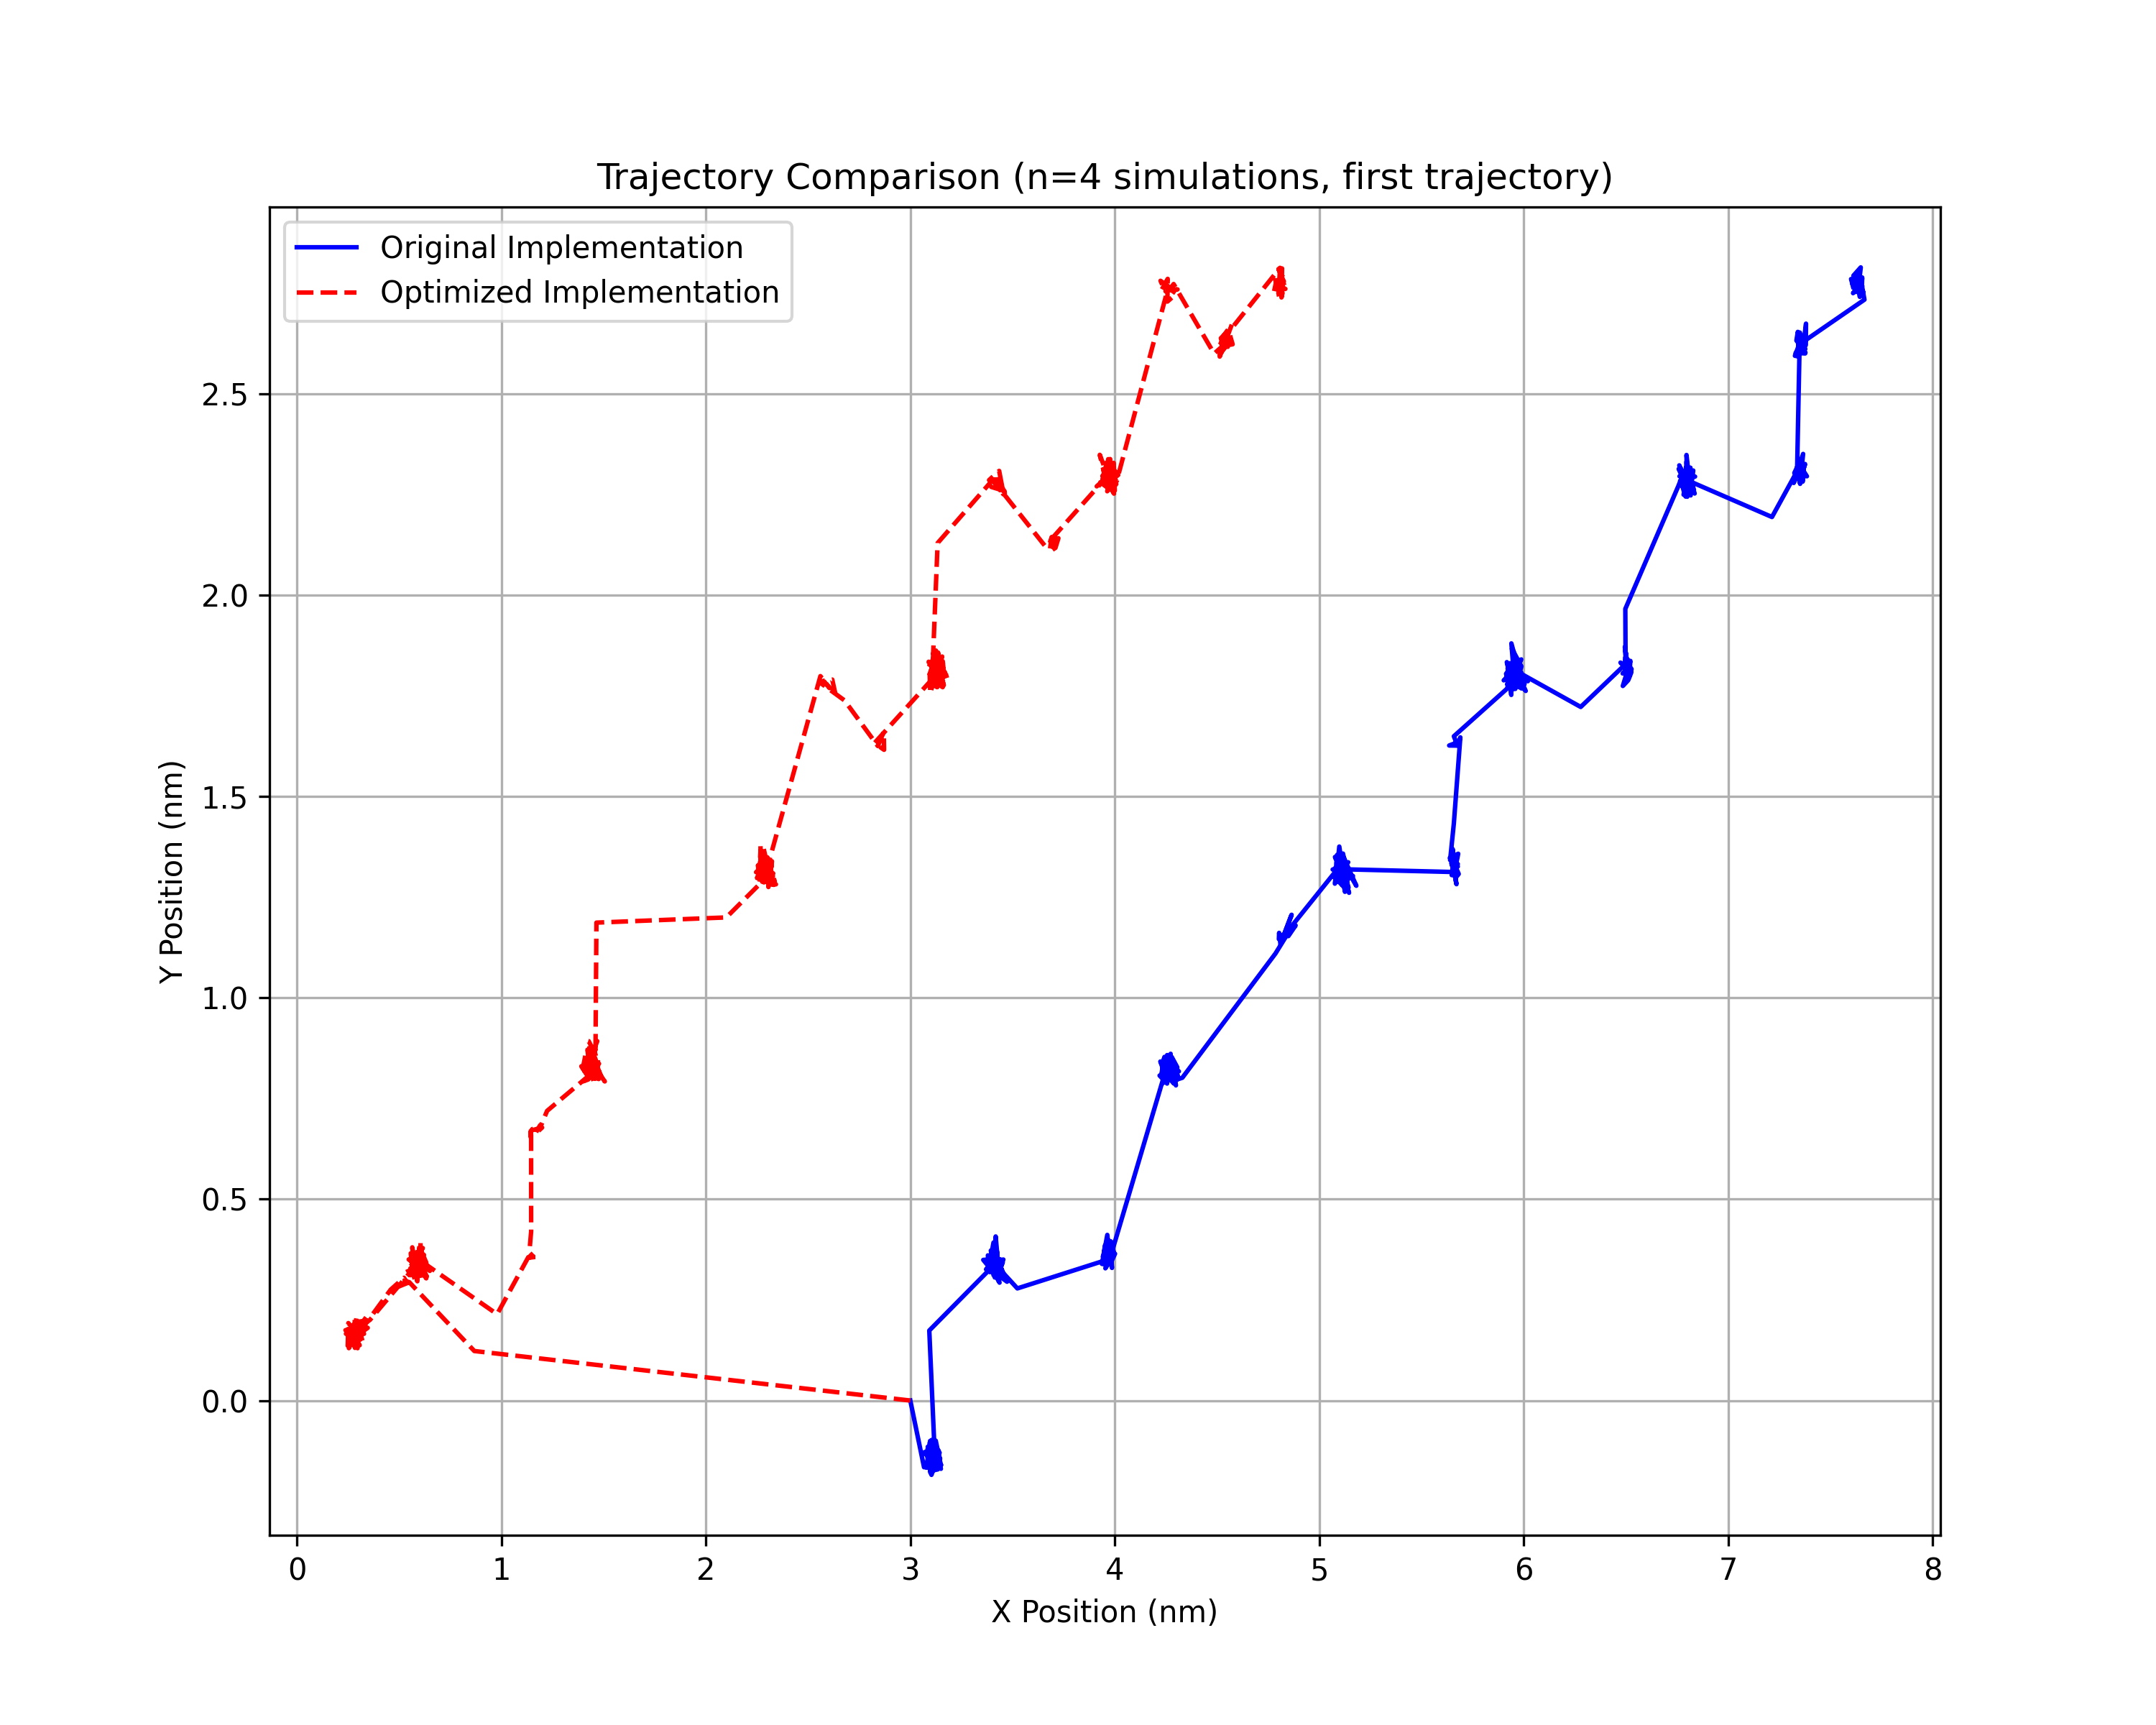 Trajectory Comparison (n=4 simulations, first trajectory)
Original Implementation
Optimized Implementation
Y Position (nm)
2.5
2.0
1.5
1.0
0.5
0.0
0 1 2 3 4 5 6 7 8
X Position (nm)